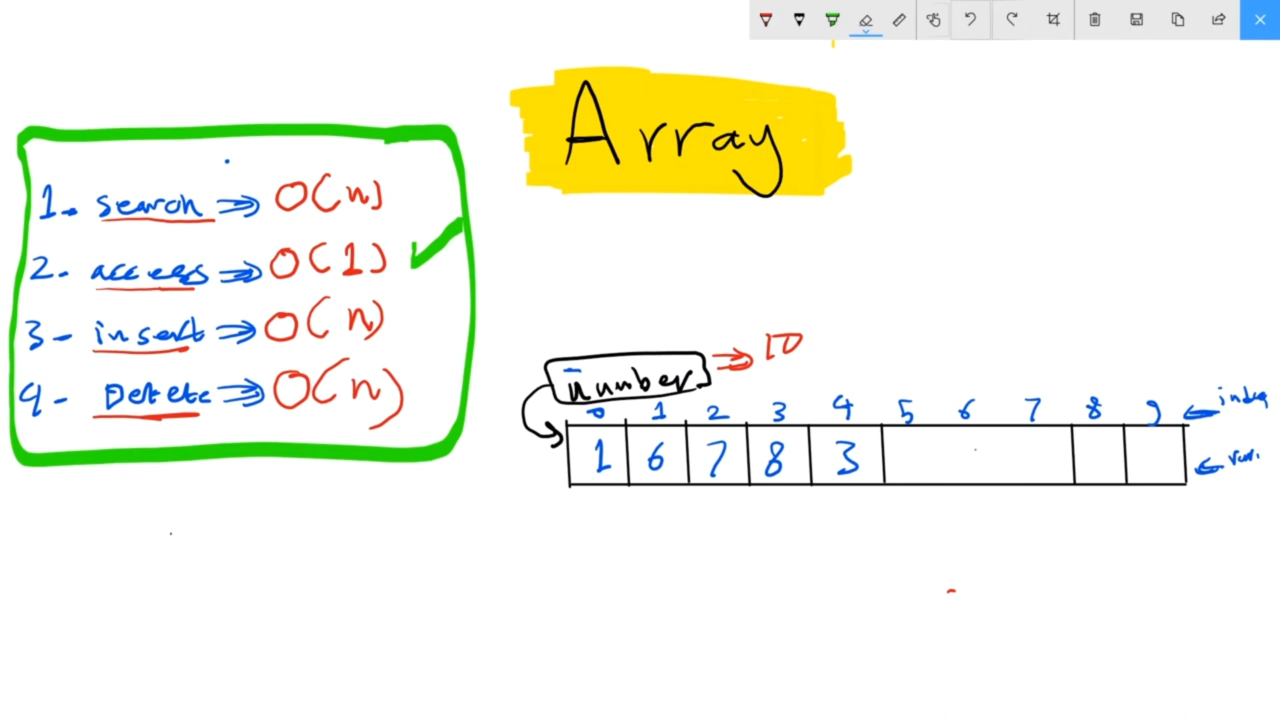 Array
1- search ⇒ O(n)
2- access ⇒ O(1) ✓
3- insert ⇒ O(n)
4- Delete ⇒ O(n)
number ⇒ 10
0 1 2 3 4 5 6 7 8 9 ← index
1 6 7 8 3 ←